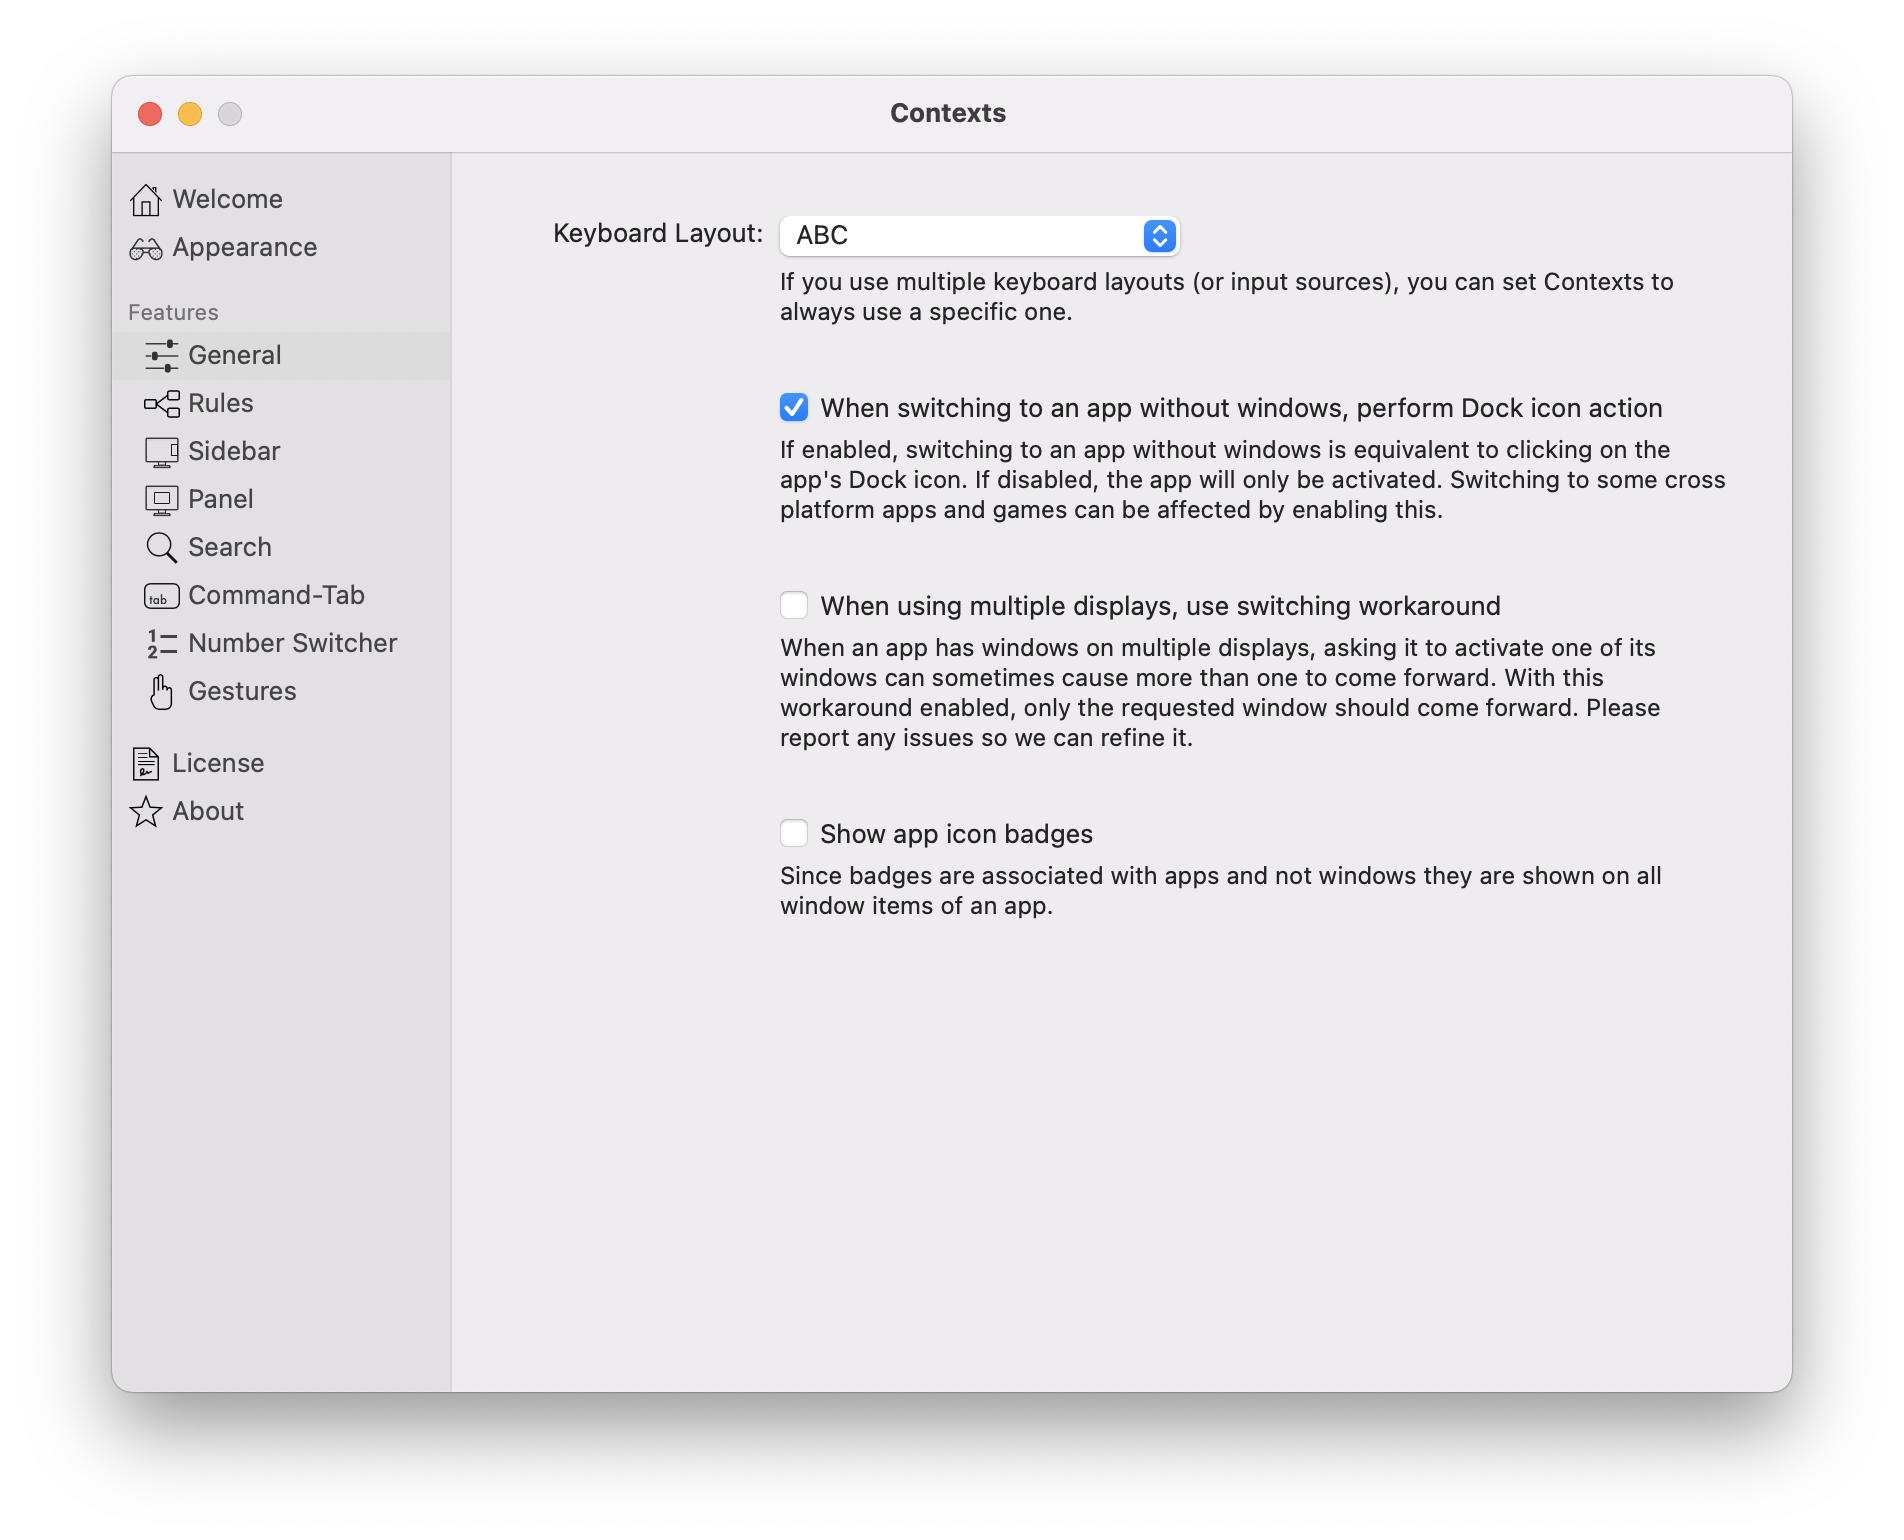 Contexts
Welcome
Appearance
Features
General
Rules
Sidebar
Panel
Search
tab Command-Tab
1 2 Number Switcher
Gestures
License
About
Keyboard Layout: ABC
If you use multiple keyboard layouts (or input sources), you can set Contexts to
always use a specific one.
When switching to an app without windows, perform Dock icon action
If enabled, switching to an app without windows is equivalent to clicking on the
app's Dock icon. If disabled, the app will only be activated. Switching to some cross
platform apps and games can be affected by enabling this.
When using multiple displays, use switching workaround
When an app has windows on multiple displays, asking it to activate one of its
windows can sometimes cause more than one to come forward. With this
workaround enabled, only the requested window should come forward. Please
report any issues so we can refine it.
Show app icon badges
Since badges are associated with apps and not windows they are shown on all
window items of an app.